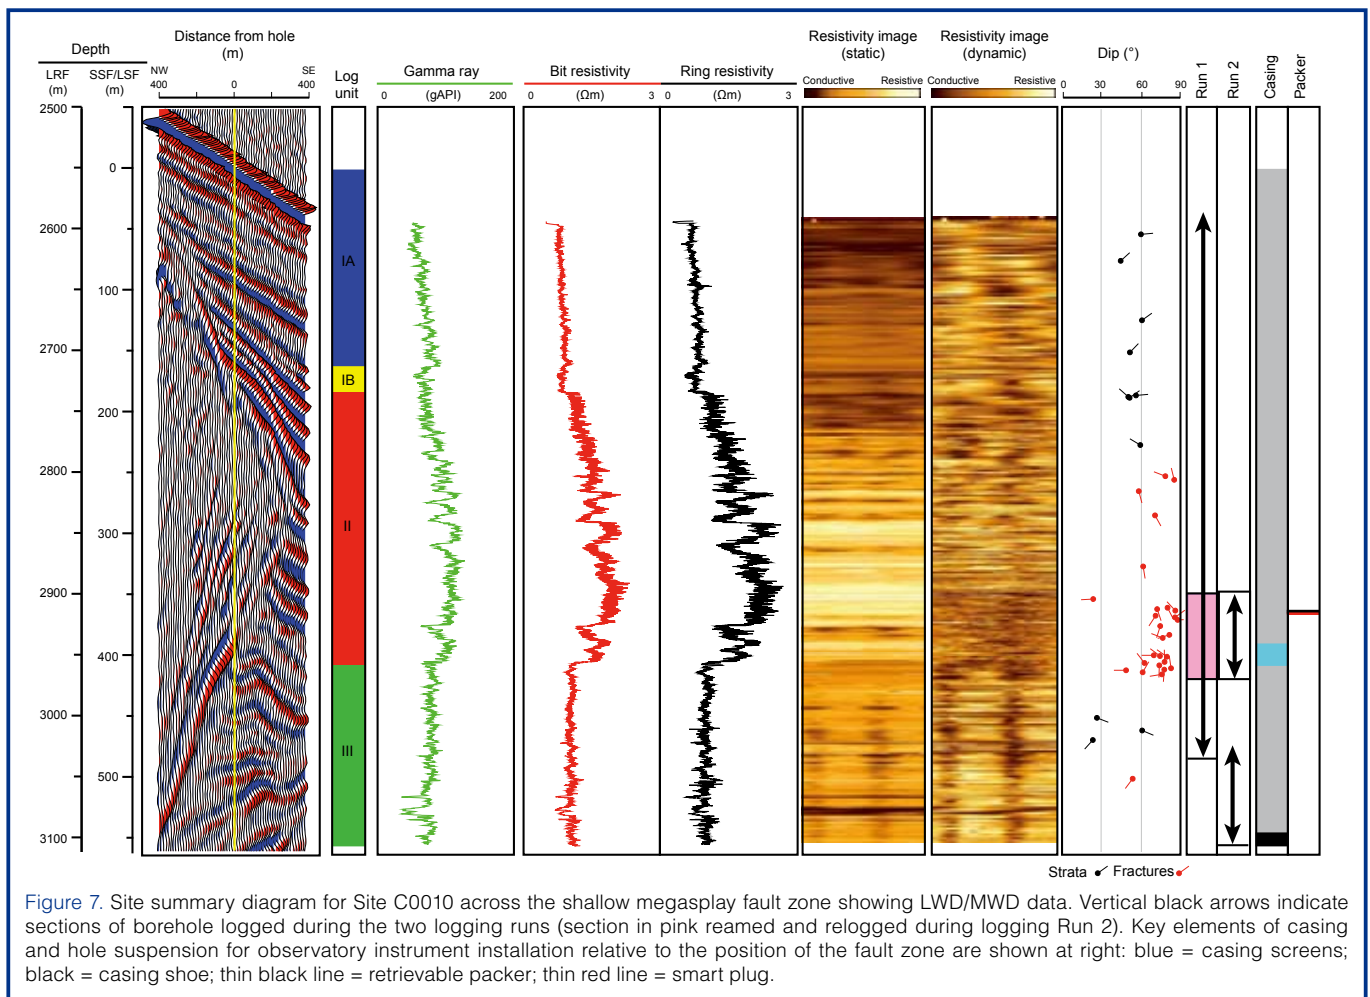 Depth
LRF
(m)
SSF/LSF
(m)
Distance from hole
(m)
NW
400
0
SE
400
Log
unit
Gamma ray
0
(gAPI)
200
Bit resistivity
0
(Ωm)
3
Ring resistivity
0
(Ωm)
3
Resistivity image
(static)
Conductive
Resistive
Resistivity image
(dynamic)
Conductive
Resistive
Dip (°)
0
30
60
90
Run 1
Run 2
Casing
Packer
2500
2600
2700
2800
2900
3000
3100
0
100
200
300
400
500
IA
IB
II
III
Strata
Fractures
Figure 7. Site summary diagram for Site C0010 across the shallow megasplay fault zone showing LWD/MWD data. Vertical black arrows indicate
sections of borehole logged during the two logging runs (section in pink reamed and relogged during logging Run 2). Key elements of casing
and hole suspension for observatory instrument installation relative to the position of the fault zone are shown at right: blue = casing screens;
black = casing shoe; thin black line = retrievable packer; thin red line = smart plug.